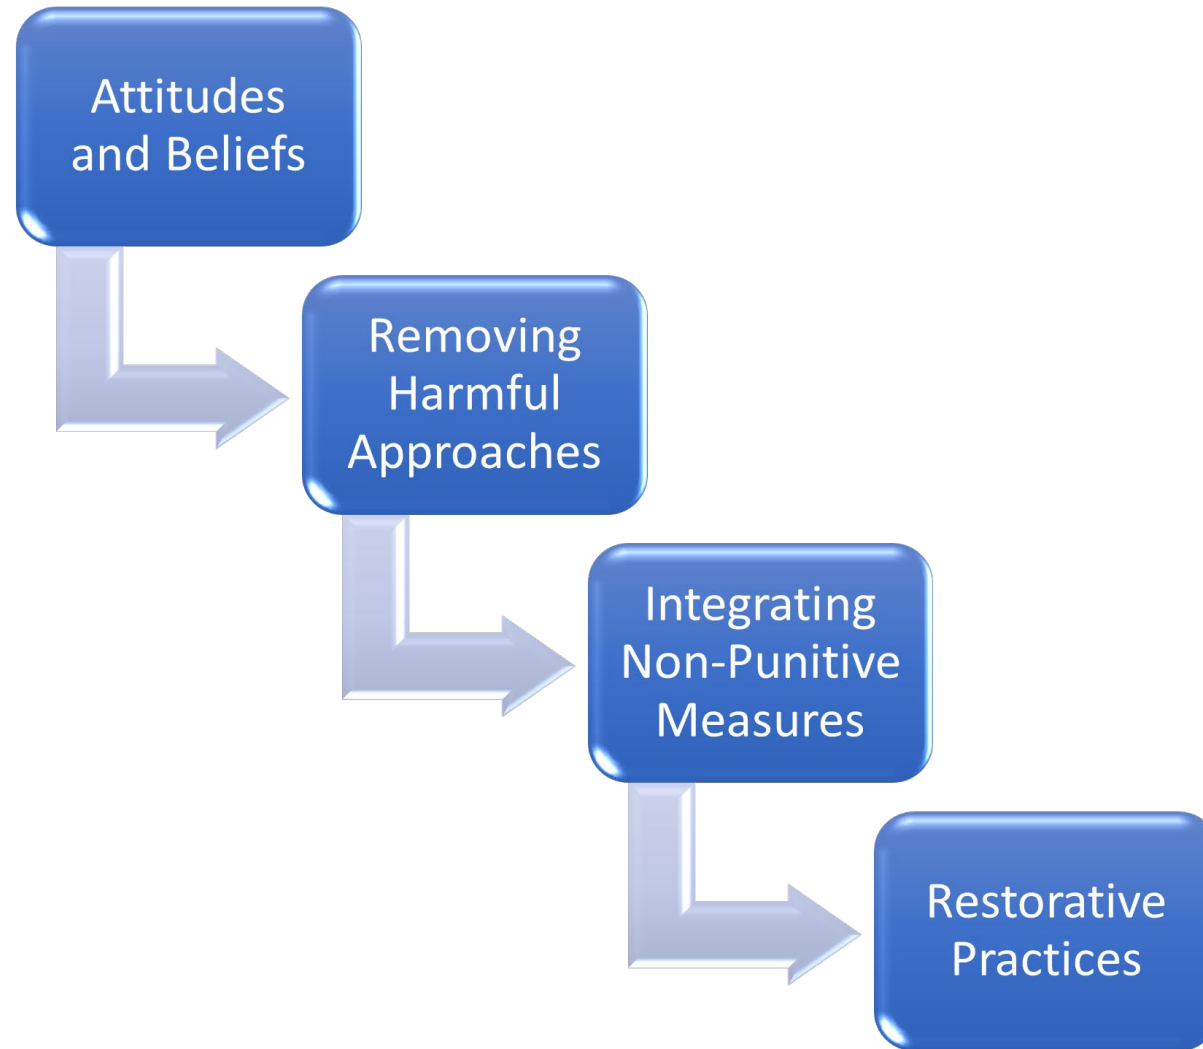 Attitudes
and Beliefs
Removing
Harmful
Approaches
Integrating
Non-Punitive
Measures
Restorative
Practices